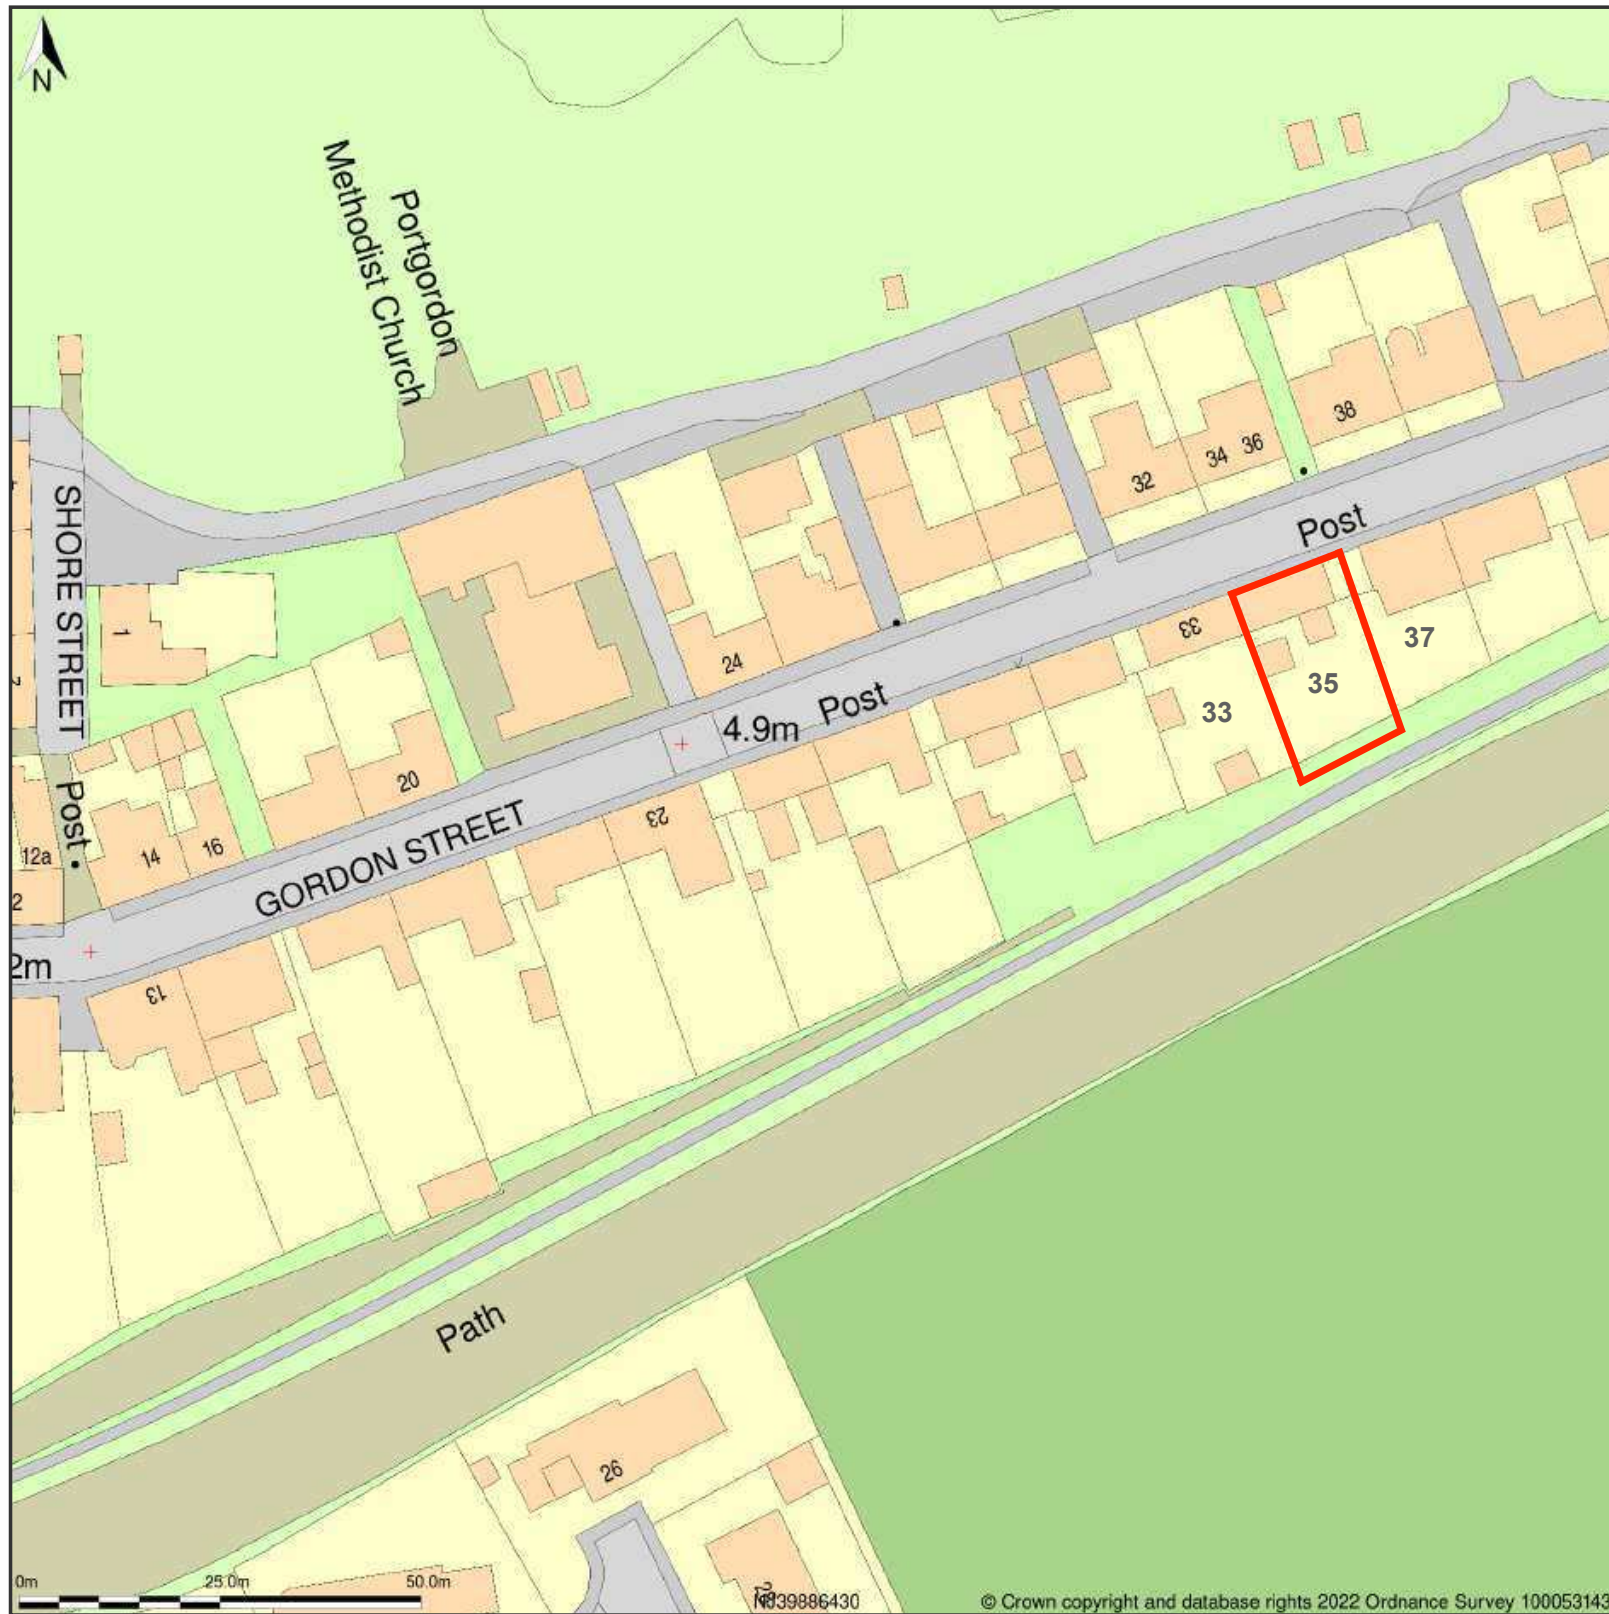 N
Portgordon
Methodist Church
SHORE STREET
1
38
34 36
32
Post
24
33
37
35
33
4.9m Post
20
Post
12a
14
16
23
GORDON STREET
2
2m
13
Path
26
0m 25.0m 50.0m
© Crown copyright and database rights 2022 Ordnance Survey 100053143